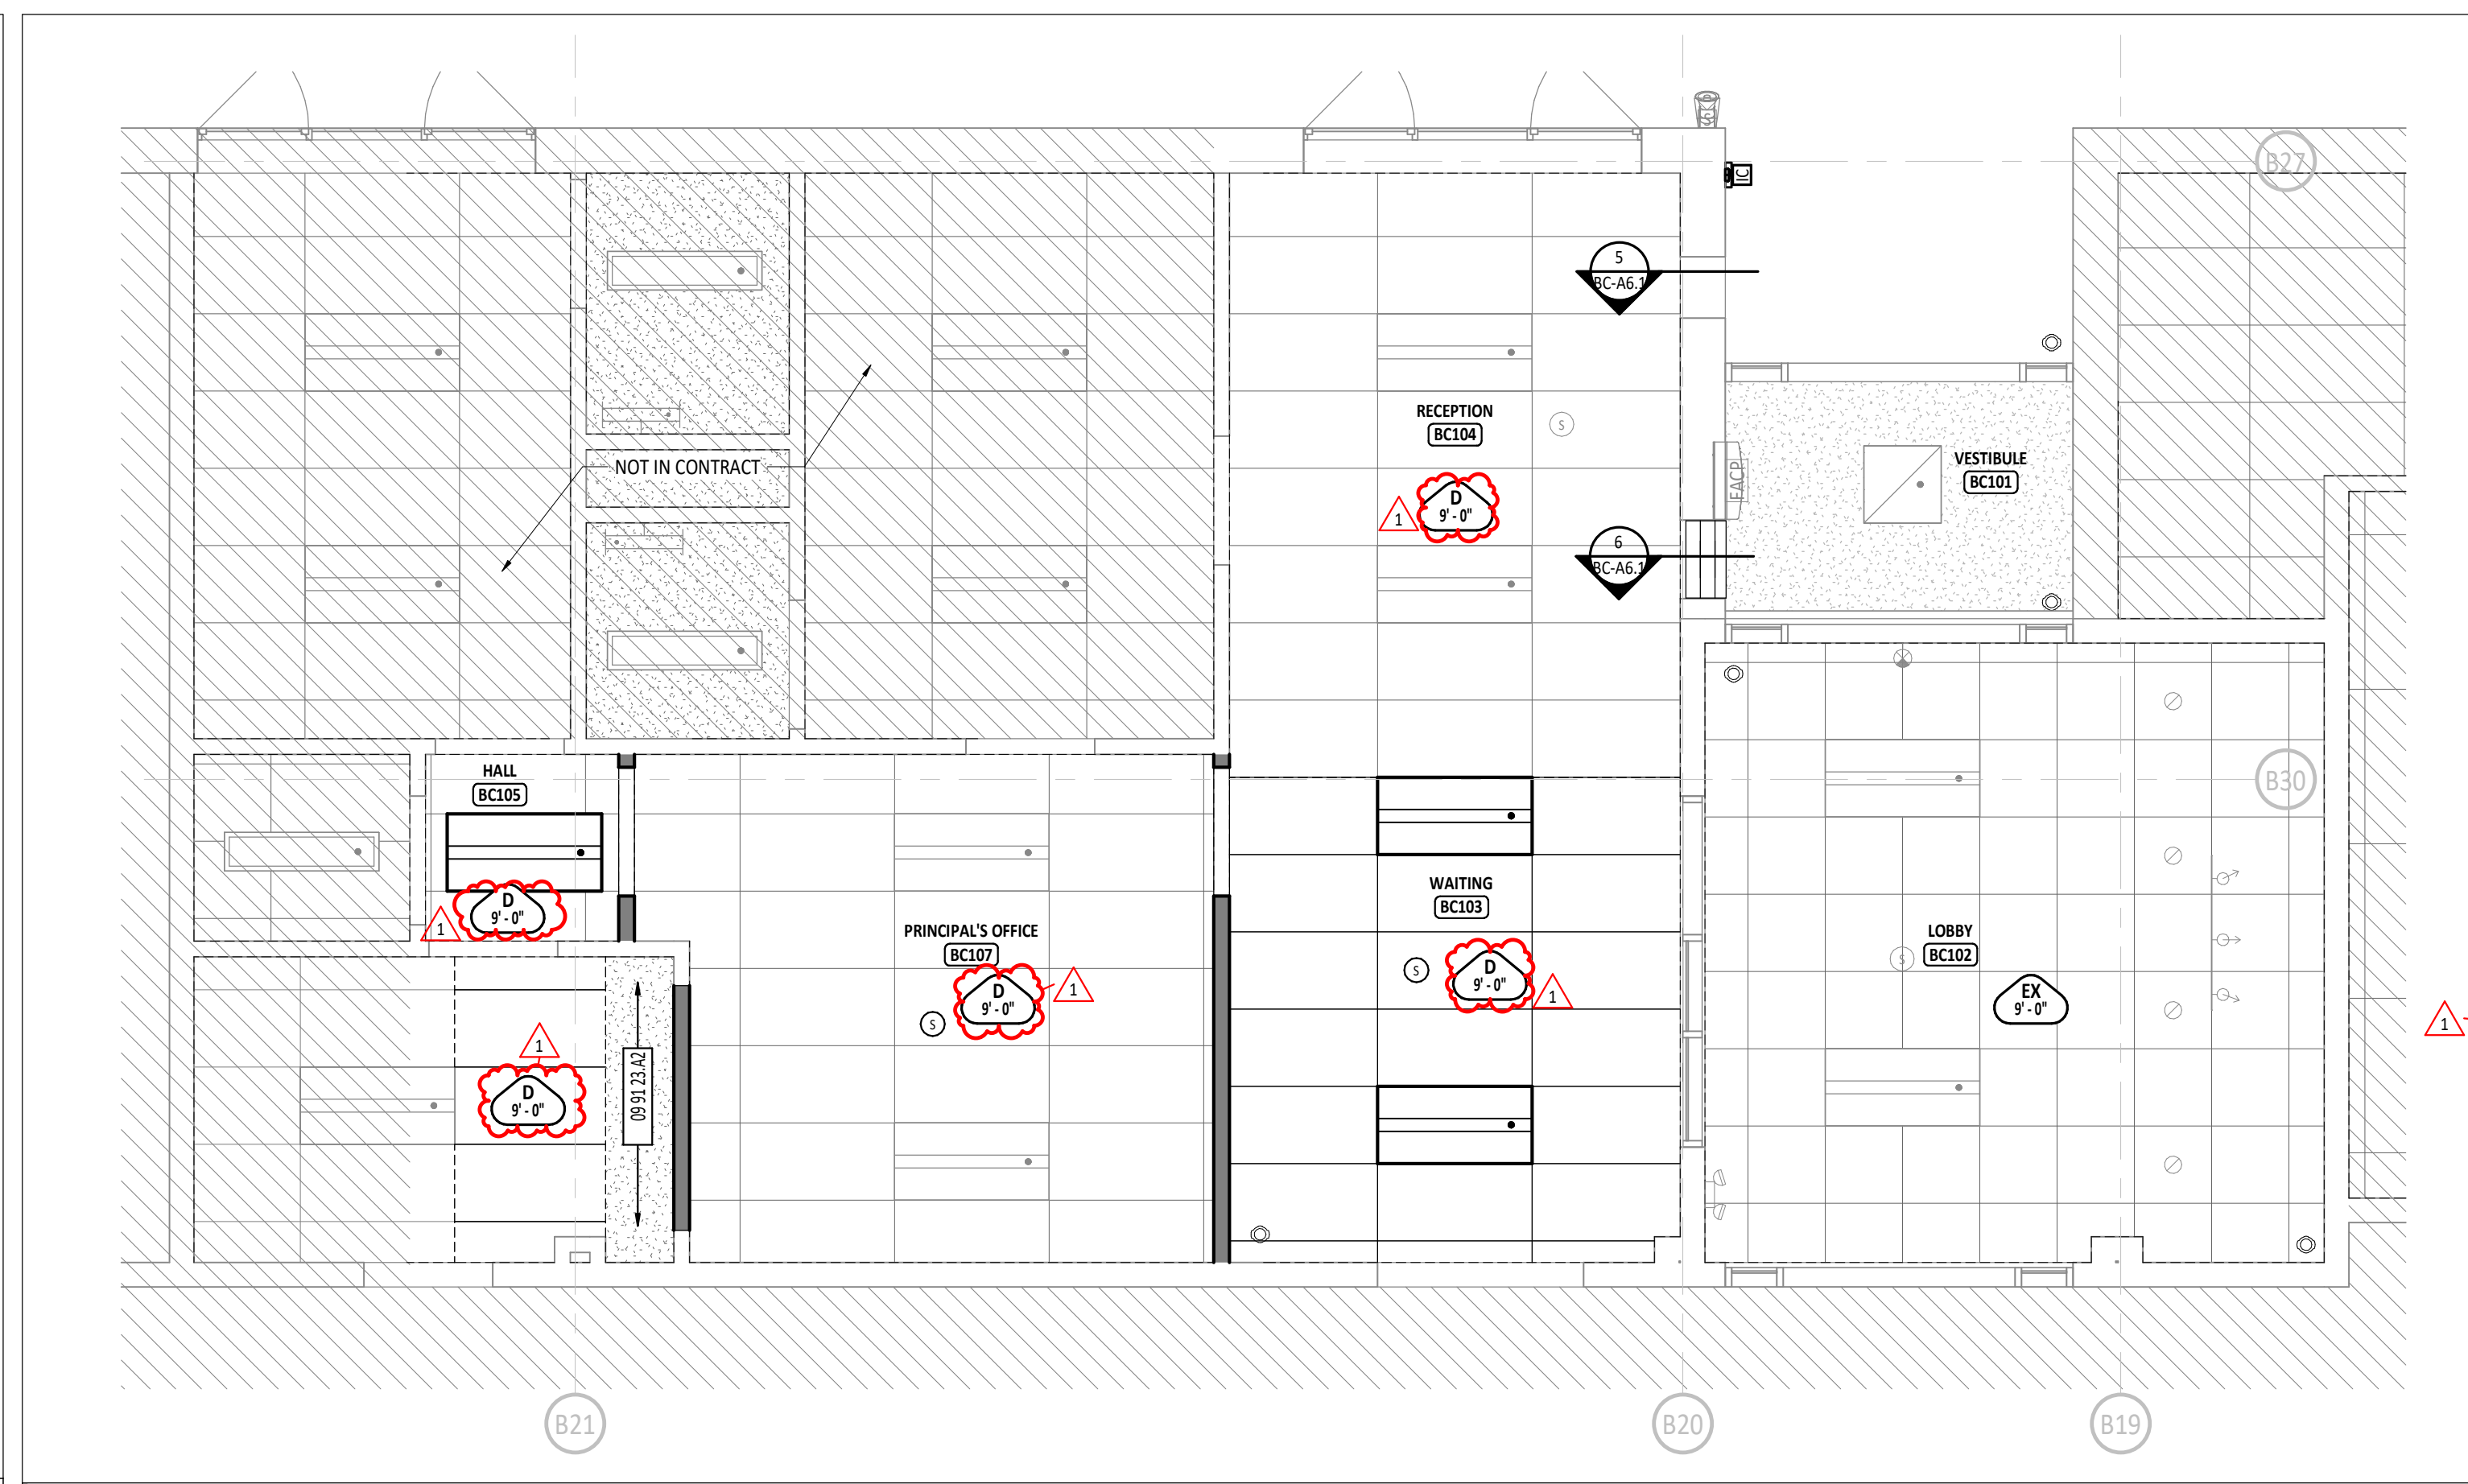 B27
IC
5
BC-A6.1
RECEPTION
BC104
S
VESTIBULE
BC101
FACP
NOT IN CONTRACT
D
9' - 0"
1
6
BC-A6.1
HALL
BC105
B30
D
9' - 0"
1
PRINCIPAL'S OFFICE
BC107
D
9' - 0"
1
S
WAITING
BC103
S
D
9' - 0"
1
LOBBY
BC102
S
EX
9' - 0"
1
1
D
9' - 0"
09 91 23.A2
B21
B20
B19